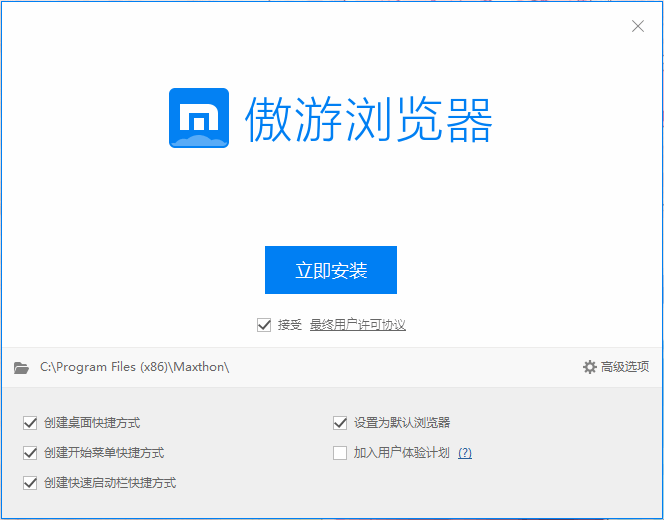 傲游浏览器
立即安装
接受 最终用户许可协议
C:\Program Files (x86)\Maxthon\ 高级选项
创建桌面快捷方式 设置为默认浏览器
创建开始菜单快捷方式 加入用户体验计划 (?)
创建快速启动栏快捷方式